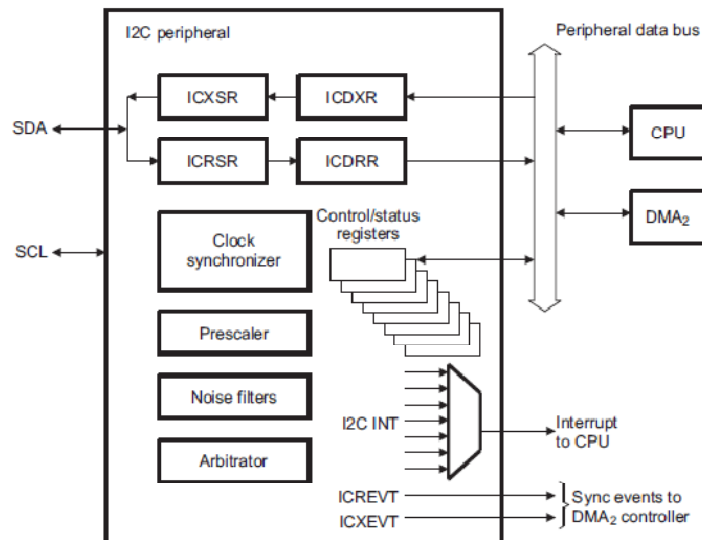 I2C peripheral
Peripheral data bus
ICXSR
ICDXR
SDA
CPU
ICRSR
ICDRR
DMA2
Control/status
registers
Clock
synchronizer
SCL
Prescaler
Noise filters
I2C INT
Interrupt
to CPU
Arbitrator
ICREVT
Sync events to
ICXEVT
DMA2 controller